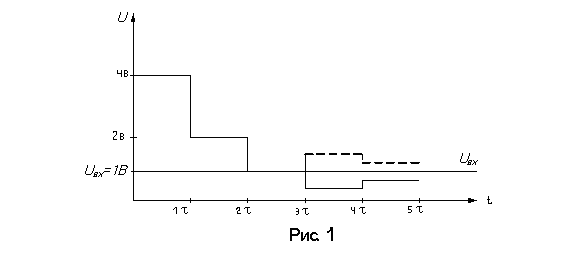 U
4В
2В
Uвх=1В
Uвх
1τ 2τ 3τ 4τ 5τ
t
Рис. 1